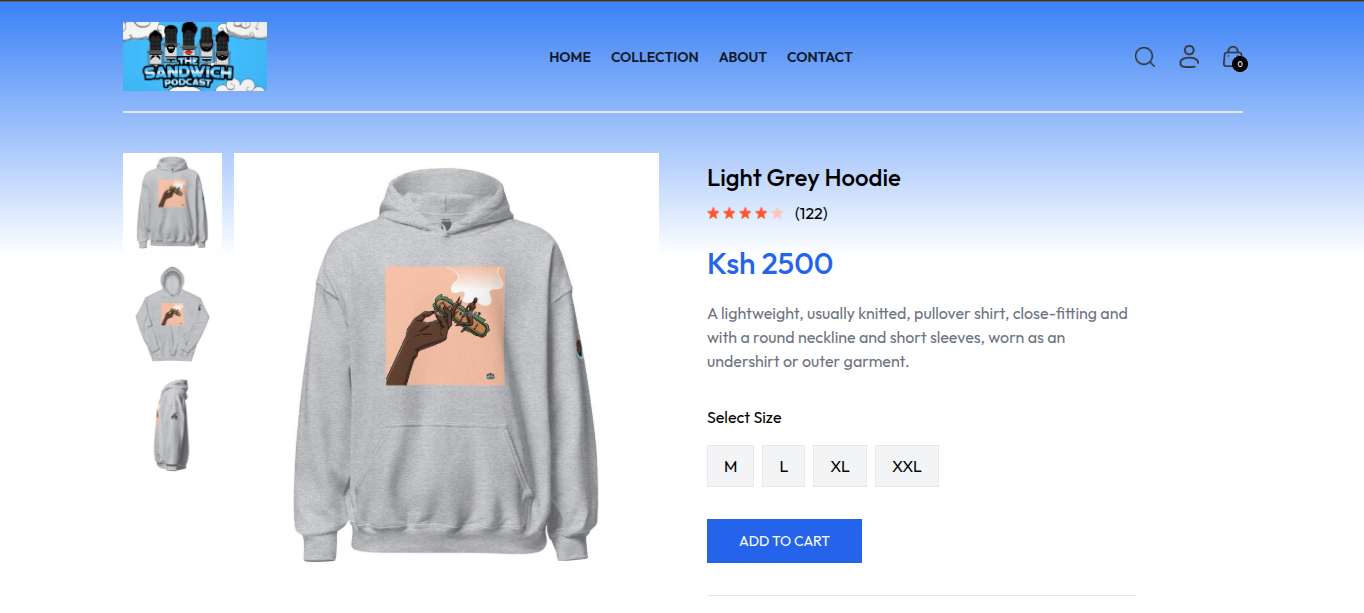 THE
SANDWICH
PODCAST
HOME COLLECTION ABOUT CONTACT
0
Light Grey Hoodie
(122)
Ksh 2500
A lightweight, usually knitted, pullover shirt, close-fitting and
with a round neckline and short sleeves, worn as an
undershirt or outer garment.
Select Size
M L XL XXL
ADD TO CART